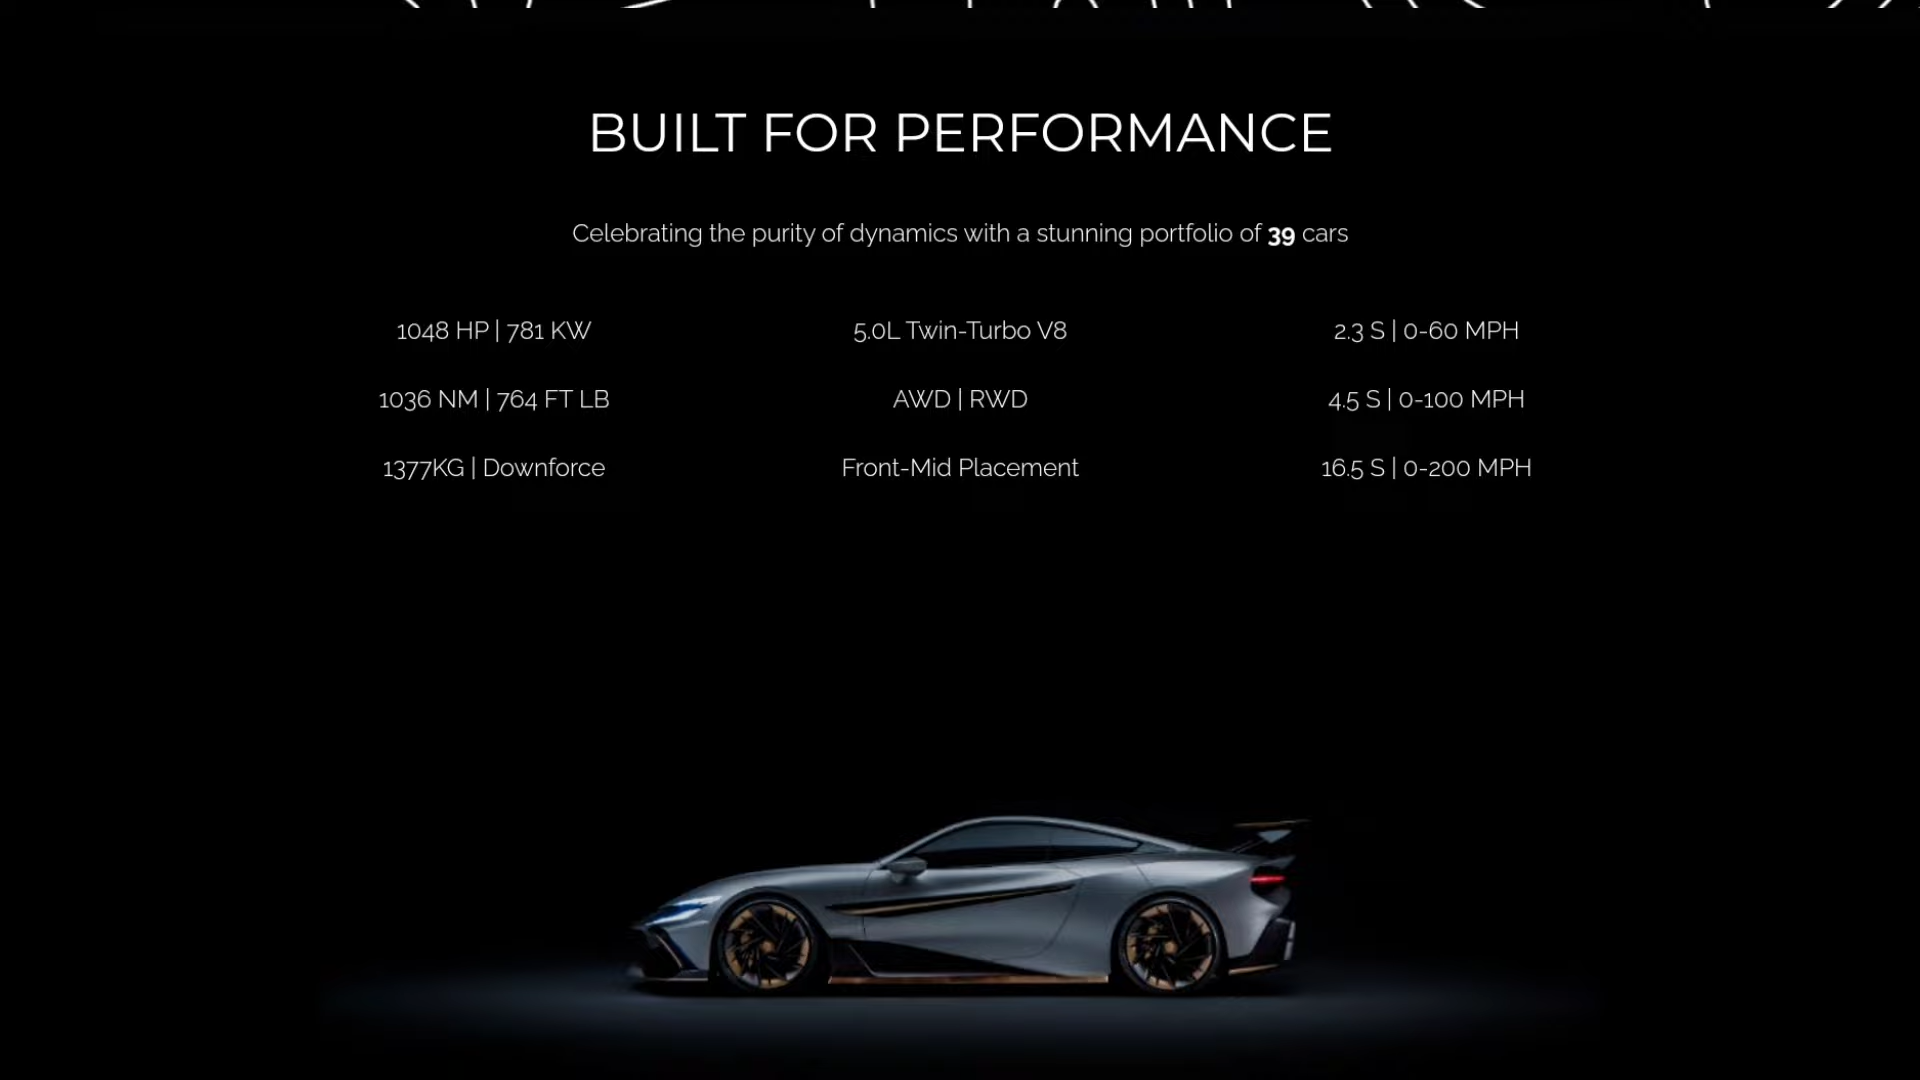 BUILT FOR PERFORMANCE
Celebrating the purity of dynamics with a stunning portfolio of 39 cars
1048 HP | 781 KW
5.0L Twin-Turbo V8
2.3 S | 0-60 MPH
1036 NM | 764 FT LB
AWD | RWD
4.5 S | 0-100 MPH
1377KG | Downforce
Front-Mid Placement
16.5 S | 0-200 MPH